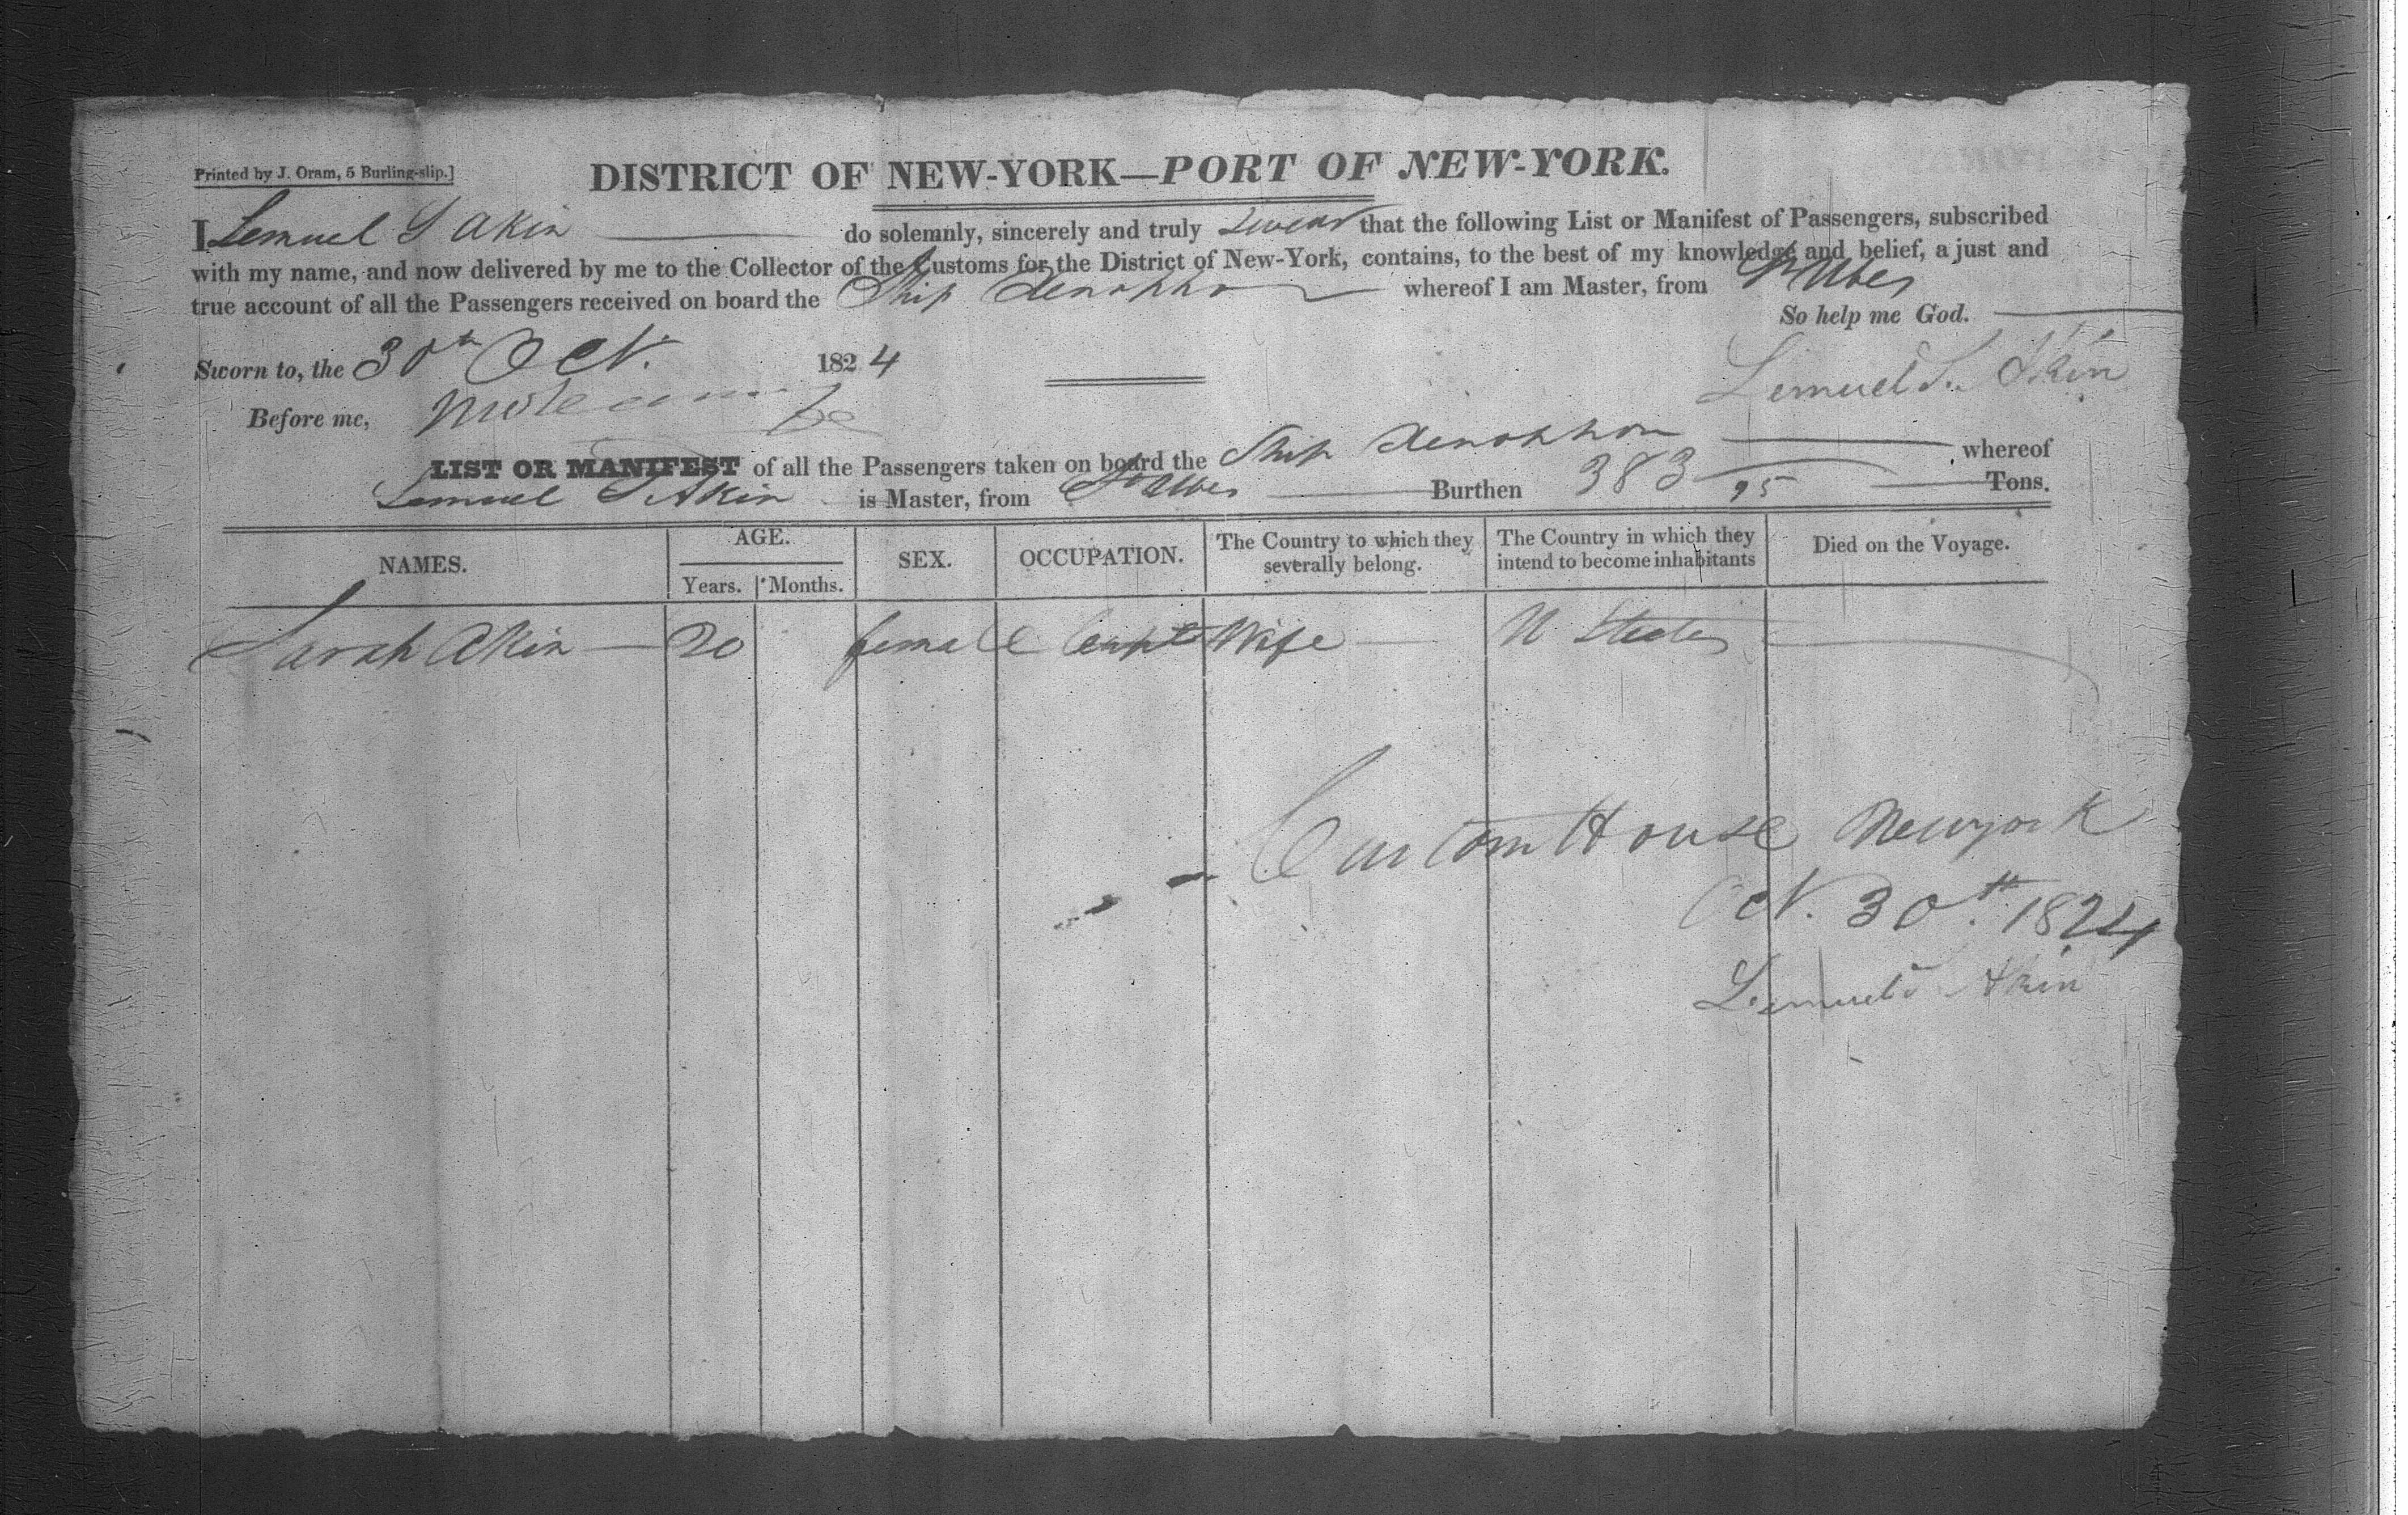 Printed by J. Oram, 5 Burling-slip.]
DISTRICT OF NEW-YORK—PORT OF NEW-YORK.
I Lemuel S Akin do solemnly, sincerely and truly swear that the following List or Manifest of Passengers, subscribed
with my name, and now delivered by me to the Collector of the Customs for the District of New-York, contains, to the best of my knowledge and belief, a just and
true account of all the Passengers received on board the Ship whereof I am Master, from St Ubes
So help me God.
Sworn to, the 30th Oct. 1824
Lemuel S. Akin
Before me,
LIST OR MANIFEST of all the Passengers taken on board the Ship Xenophon whereof
Lemuel S Akin is Master, from St Ubes Burthen 383 95 Tons.
NAMES. AGE. SEX. OCCUPATION. The Country to which they severally belong. The Country in which they intend to become inhabitants Died on the Voyage.
Years. Months.
Sarah Akin 20 female Capt Wife U States
Custom House Newyork
Oct. 30th. 1824
Lemuel S Akin